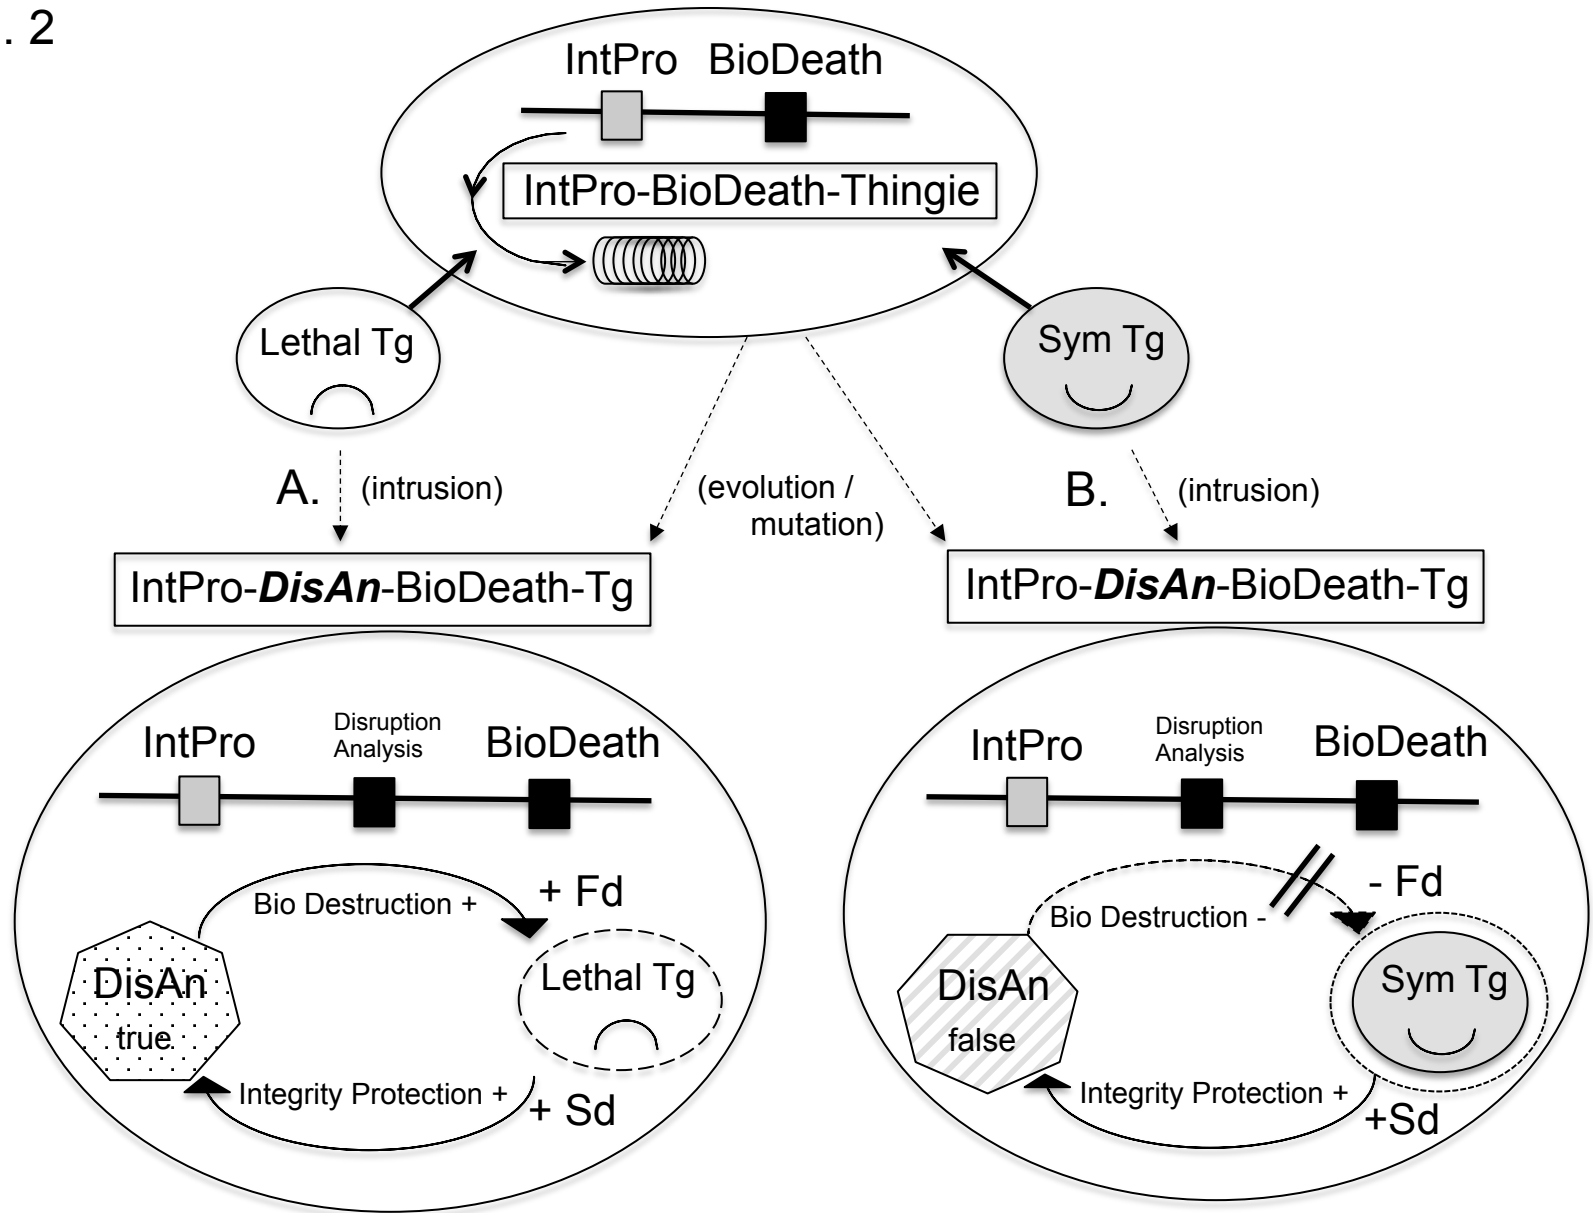 . 2
IntPro BioDeath
IntPro-BioDeath-Thingie
Lethal Tg
Sym Tg
A. (intrusion)
(evolution /
mutation)
B. (intrusion)
IntPro-DisAn-BioDeath-Tg
IntPro-DisAn-BioDeath-Tg
IntPro
Disruption
Analysis
BioDeath
Bio Destruction +
+ Fd
DisAn
true
Lethal Tg
Integrity Protection +
+ Sd
IntPro
Disruption
Analysis
BioDeath
Bio Destruction -
- Fd
DisAn
false
Sym Tg
Integrity Protection +
+Sd